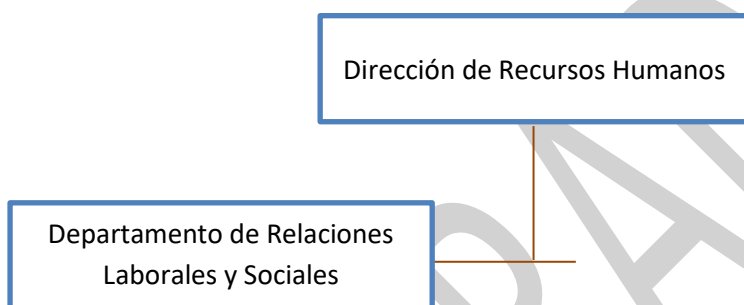 Dirección de Recursos Humanos
Departamento de Relaciones
Laborales y Sociales